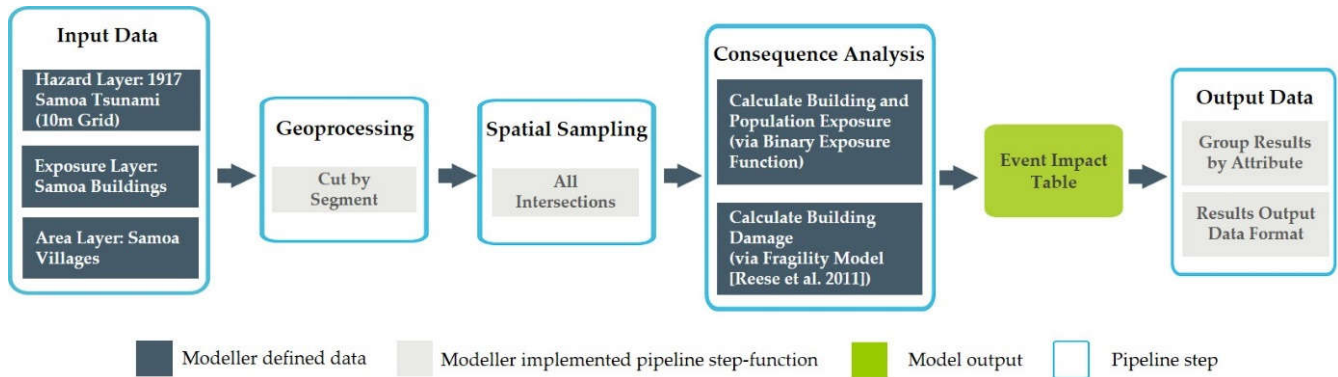 Input Data
Hazard Layer: 1917
Samoa Tsunami
(10m Grid)
Exposure Layer:
Samoa Buildings
Area Layer: Samoa
Villages
Geoprocessing
Cut by
Segment
Spatial Sampling
All
Intersections
Consequence Analysis
Calculate Building and
Population Exposure
(via Binary Exposure
Function)
Calculate Building
Damage
(via Fragility Model
[Reese et al. 2011])
Event Impact
Table
Output Data
Group Results
by Attribute
Results Output
Data Format
Modeller defined data
Modeller implemented pipeline step-function
Model output
Pipeline step